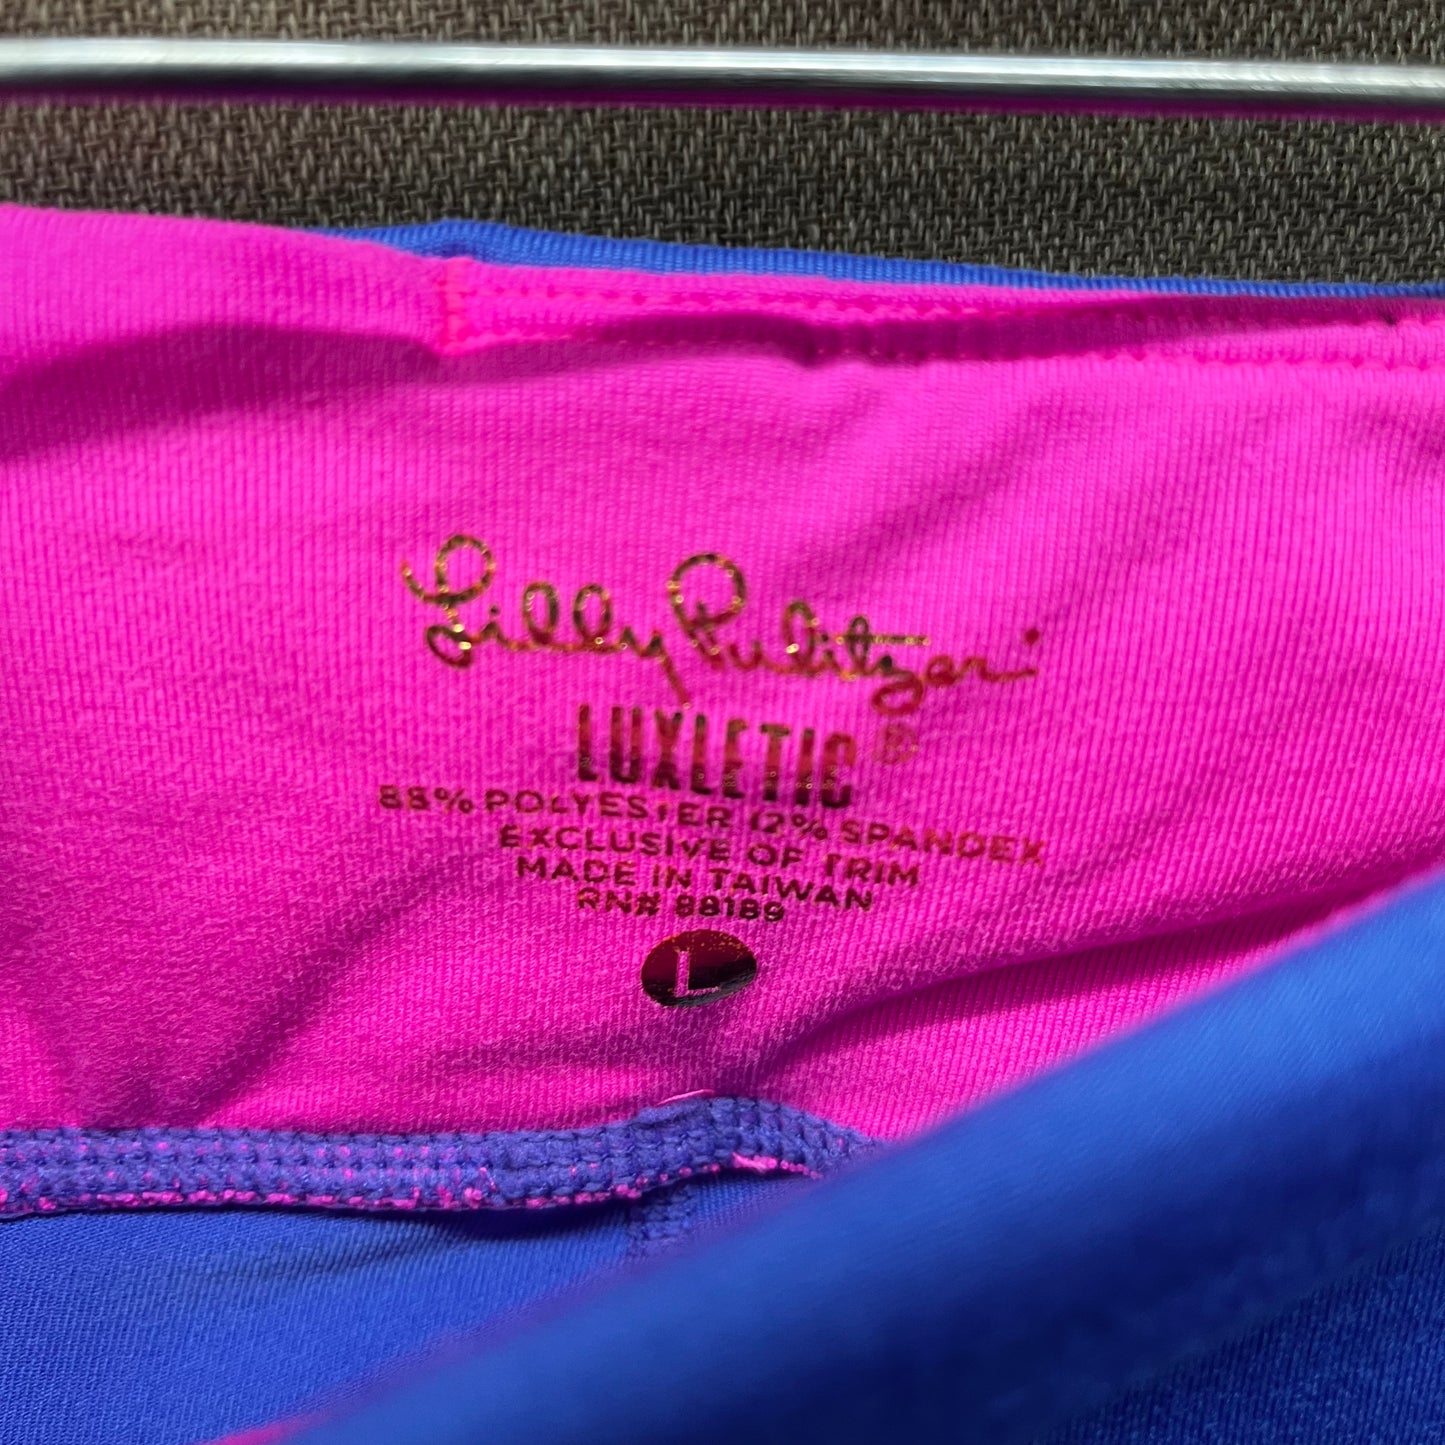 Lilly Pulitzer
LUXLETIC®
88% POLYESTER 12% SPANDEX
EXCLUSIVE OF TRIM
MADE IN TAIWAN
RN# 88189
L